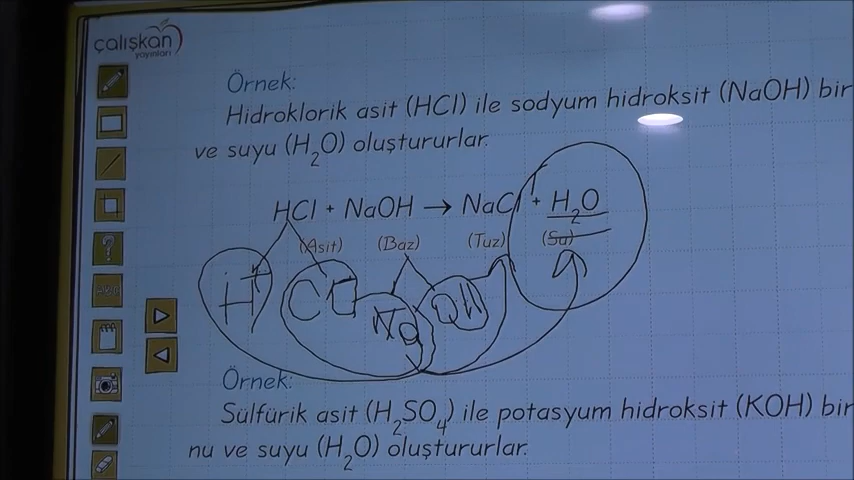 çalışkan
yayınları
Örnek:
Hidroklorik asit (HCl) ile sodyum hidroksit (NaOH) bir
ve suyu (H₂O) oluştururlar.
HCl + NaOH → NaCl + H₂O
(Asit) (Baz) (Tuz) (Su)
H Cl Na OH
Örnek:
Sülfürik asit (H₂SO₄) ile potasyum hidroksit (KOH) bir
nu ve suyu (H₂O) oluştururlar.